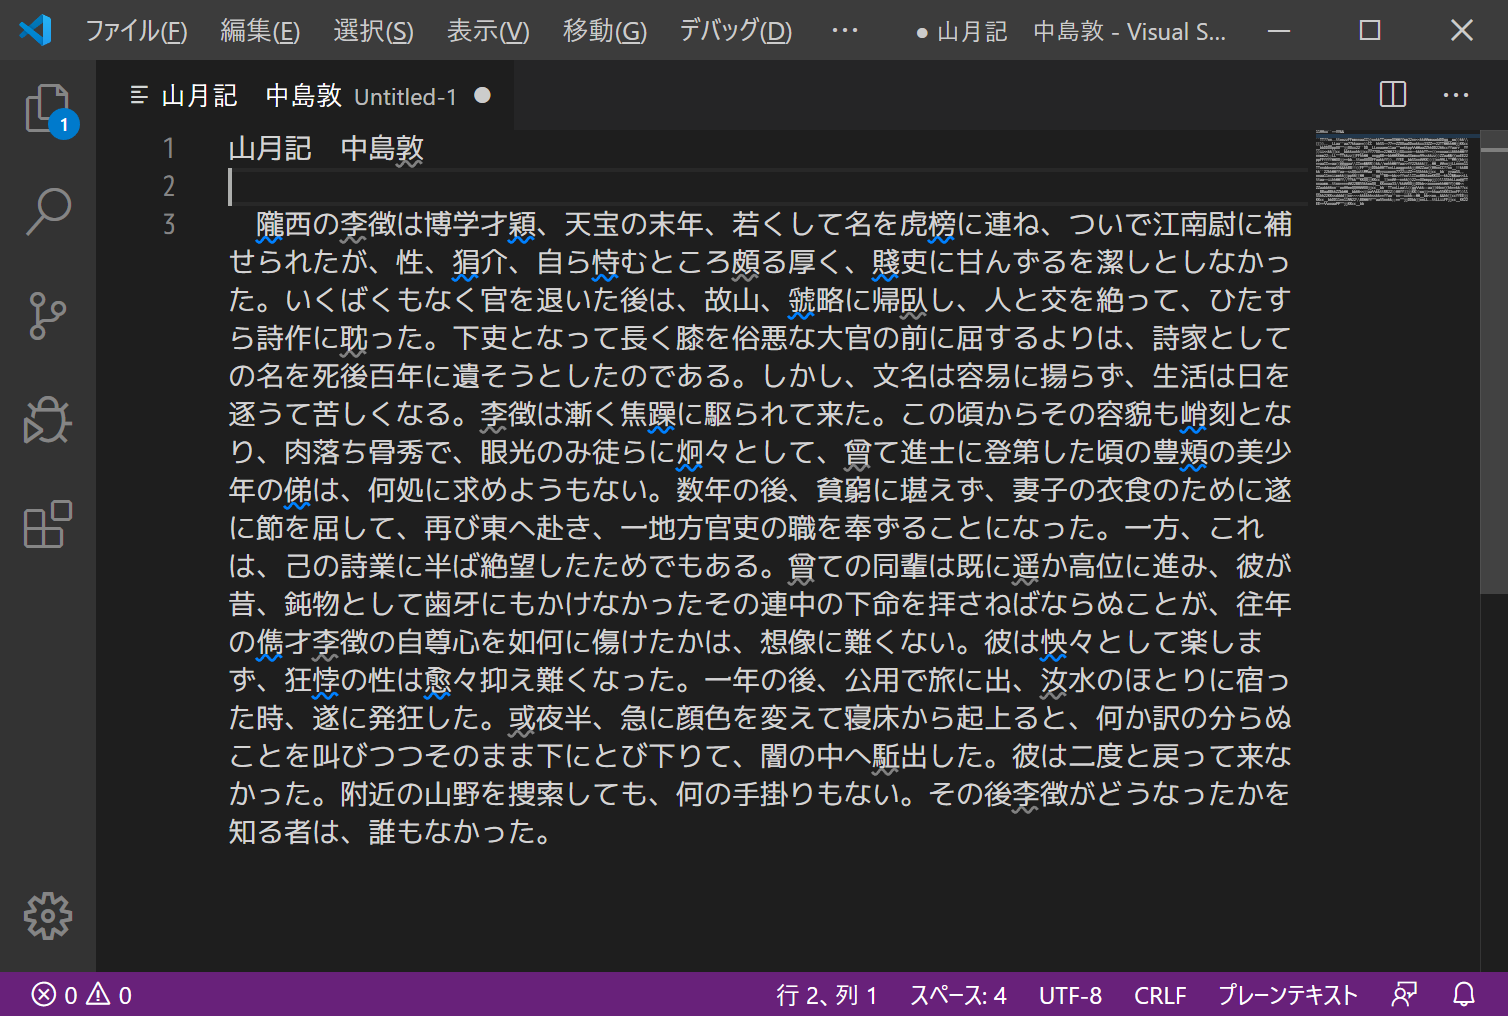 ファイル(F) 編集(E) 選択(S) 表示(V) 移動(G) デバッグ(D) … ● 山月記　中島敦 - Visual S...
山月記　中島敦 Untitled-1 ●
1
1 山月記　中島敦
2
3 　隴西の李徴は博学才穎、天宝の末年、若くして名を虎榜に連ね、ついで江南尉に補
せられたが、性、狷介、自ら恃むところ頗る厚く、賤吏に甘んずるを潔しとしなかっ
た。いくばくもなく官を退いた後は、故山、虢略に帰臥し、人と交を絶って、ひたす
ら詩作に耽った。下吏となって長く膝を俗悪な大官の前に屈するよりは、詩家として
の名を死後百年に遺そうとしたのである。しかし、文名は容易に揚らず、生活は日を
逐うて苦しくなる。李徴は漸く焦躁に駆られて来た。この頃からその容貌も峭刻とな
り、肉落ち骨秀で、眼光のみ徒らに炯々として、曾て進士に登第した頃の豊頬の美少
年の俤は、何処に求めようもない。数年の後、貧窮に堪えず、妻子の衣食のために遂
に節を屈して、再び東へ赴き、一地方官吏の職を奉ずることになった。一方、これ
は、己の詩業に半ば絶望したためでもある。曾ての同輩は既に遥か高位に進み、彼が
昔、鈍物として歯牙にもかけなかったその連中の下命を拝さねばならぬことが、往年
の儁才李徴の自尊心を如何に傷けたかは、想像に難くない。彼は怏々として楽しま
ず、狂悖の性は愈々抑え難くなった。一年の後、公用で旅に出、汝水のほとりに宿っ
た時、遂に発狂した。或夜半、急に顔色を変えて寝床から起上ると、何か訳の分らぬ
ことを叫びつつそのまま下にとび下りて、闇の中へ駈出した。彼は二度と戻って来な
かった。附近の山野を捜索しても、何の手掛りもない。その後李徴がどうなったかを
知る者は、誰もなかった。
0 0 行 2、列 1 スペース: 4 UTF-8 CRLF プレーンテキスト